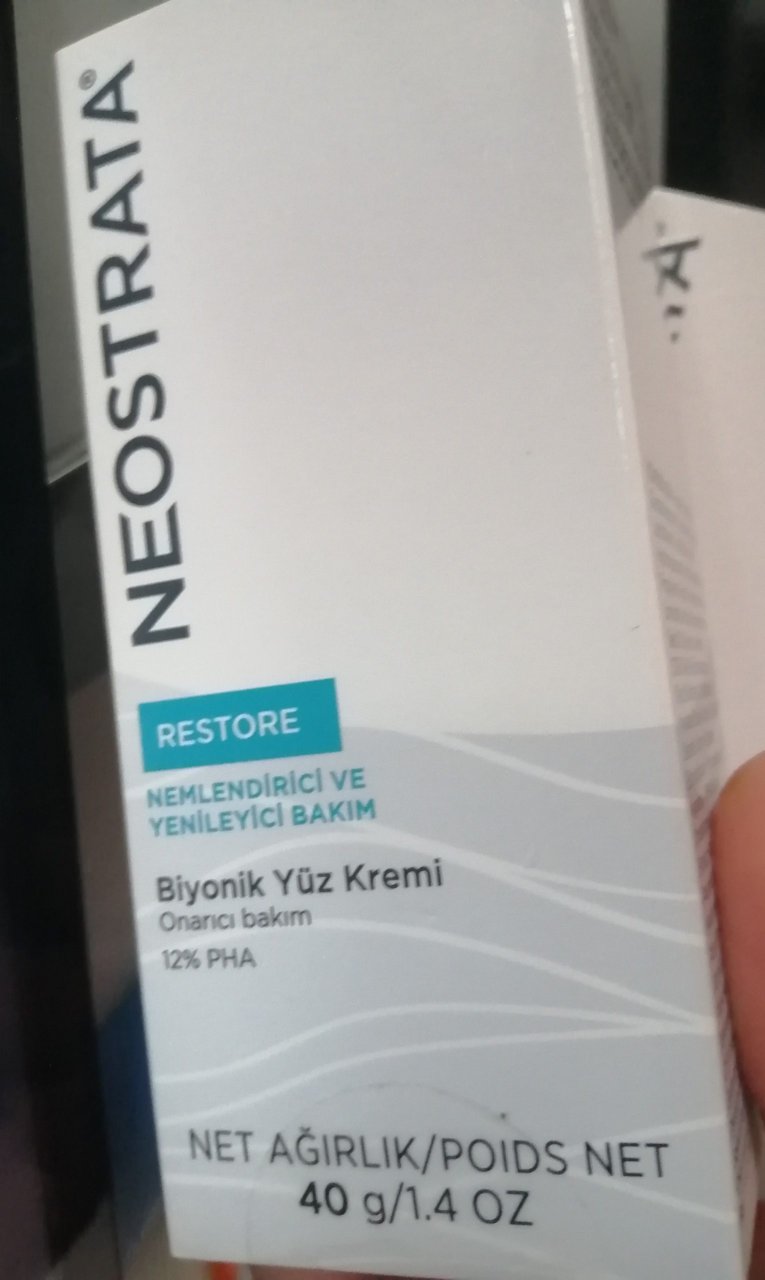 NEOSTRATA®
RESTORE
NEMLENDİRİCİ VE
YENİLEYİCİ BAKIM
Biyonik Yüz Kremi
Onarıcı bakım
12% PHA
NET AĞIRLIK/POIDS NET
40 g/1.4 OZ